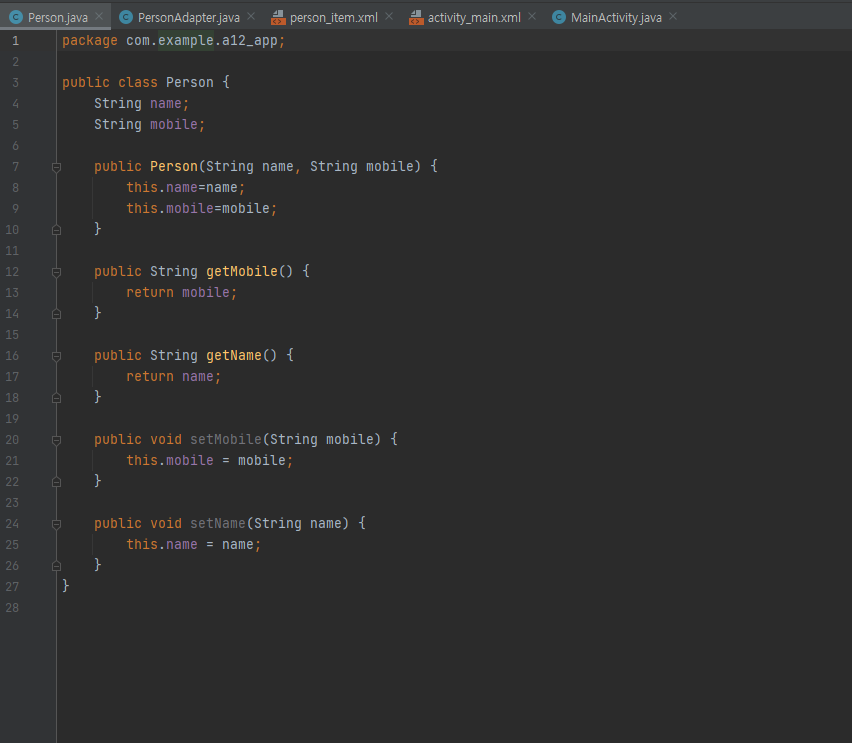 Person.java PersonAdapter.java person_item.xml activity_main.xml MainActivity.java
1 package com.example.a12_app;
2
3 public class Person {
4 String name;
5 String mobile;
6
7 public Person(String name, String mobile) {
8 this.name=name;
9 this.mobile=mobile;
10 }
11
12 public String getMobile() {
13 return mobile;
14 }
15
16 public String getName() {
17 return name;
18 }
19
20 public void setMobile(String mobile) {
21 this.mobile = mobile;
22 }
23
24 public void setName(String name) {
25 this.name = name;
26 }
27 }
28